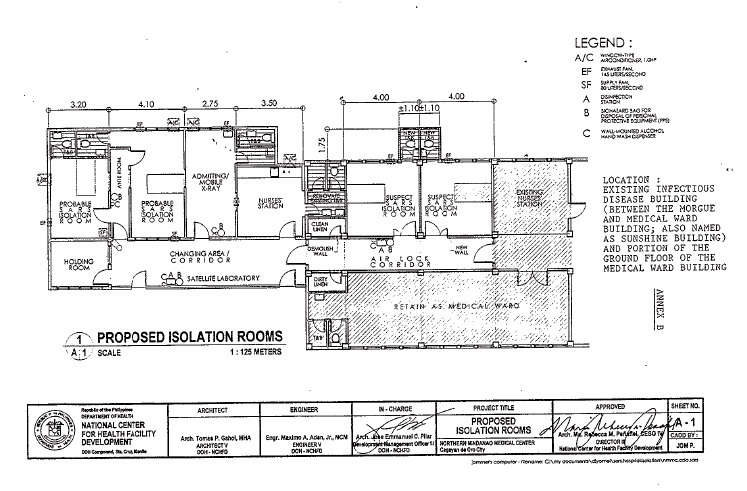 LEGEND :
A/C WINDOW-TYPE AIRCONDITIONER, 1.0HP
EF EXHAUST FAN, 145 LITERS/SECOND
SF SUPPLY FAN, 80 LITERS/SECOND
A DISINFECTION STATION
B BIOHAZARD BAG FOR DISPOSAL OF PERSONAL PROTECTIVE EQUIPMENT (PPE)
C WALL-MOUNTED ALCOHOL HAND WASH DISPENSER
LOCATION :
EXISTING INFECTIOUS
DISEASE BUILDING
(BETWEEN THE MORGUE
AND MEDICAL WARD
BUILDING; ALSO NAMED
AS SUNSHINE BUILDING)
AND PORTION OF THE
GROUND FLOOR OF THE
MEDICAL WARD BUILDING
ANNEX B
3.20 4.10 2.75 3.50 4.00 ±1.10 ±1.10 4.00
1.75
PROBABLE
SARS
ISOLATION
ROOM
ANTE ROOM
PROBABLE
SARS
ISOLATION
ROOM
ADMITTING/
MOBILE
X-RAY
NURSES'
STATION
CLEAN
LINEN
SUSPECT
SARS
ISOLATION
ROOM
SUSPECT
SARS
ISOLATION
ROOM
EXISTING
NURSES'
STATION
HOLDING
ROOM
CHANGING AREA /
CORRIDOR
SATELLITE LABORATORY
DEMOLISH
WALL
C A B
AIR LOCK
CORRIDOR
NEW
WALL
DIRTY
LINEN
RETAIN AS MEDICAL WARD
1
A-1
PROPOSED ISOLATION ROOMS
SCALE 1 : 125 METERS
Republic of the Philippines
DEPARTMENT OF HEALTH
NATIONAL CENTER
FOR HEALTH FACILITY
DEVELOPMENT
DOH Compound, Sta. Cruz, Manila
ARCHITECT
Arch. Tomas P. Gahol, MHA
ARCHITECT V
DOH - NCHFD
ENGINEER
Engr. Maximo A. Adan, Jr., MCM
ENGINEER V
DOH - NCHFD
IN - CHARGE
Arch. Jose Emmanuel C. Pilar
Development Management Officer
DOH - NCHFD
PROJECT TITLE
PROPOSED
ISOLATION ROOMS
NORTHERN MINDANAO MEDICAL CENTER
Cagayan de Oro City
APPROVED
Arch. Ma. Rebecca M. Peñafiel, CESO
DIRECTOR III
National Center for Health Facility Development
SHEET NO.
A - 1
CADD BY :
JOM P.